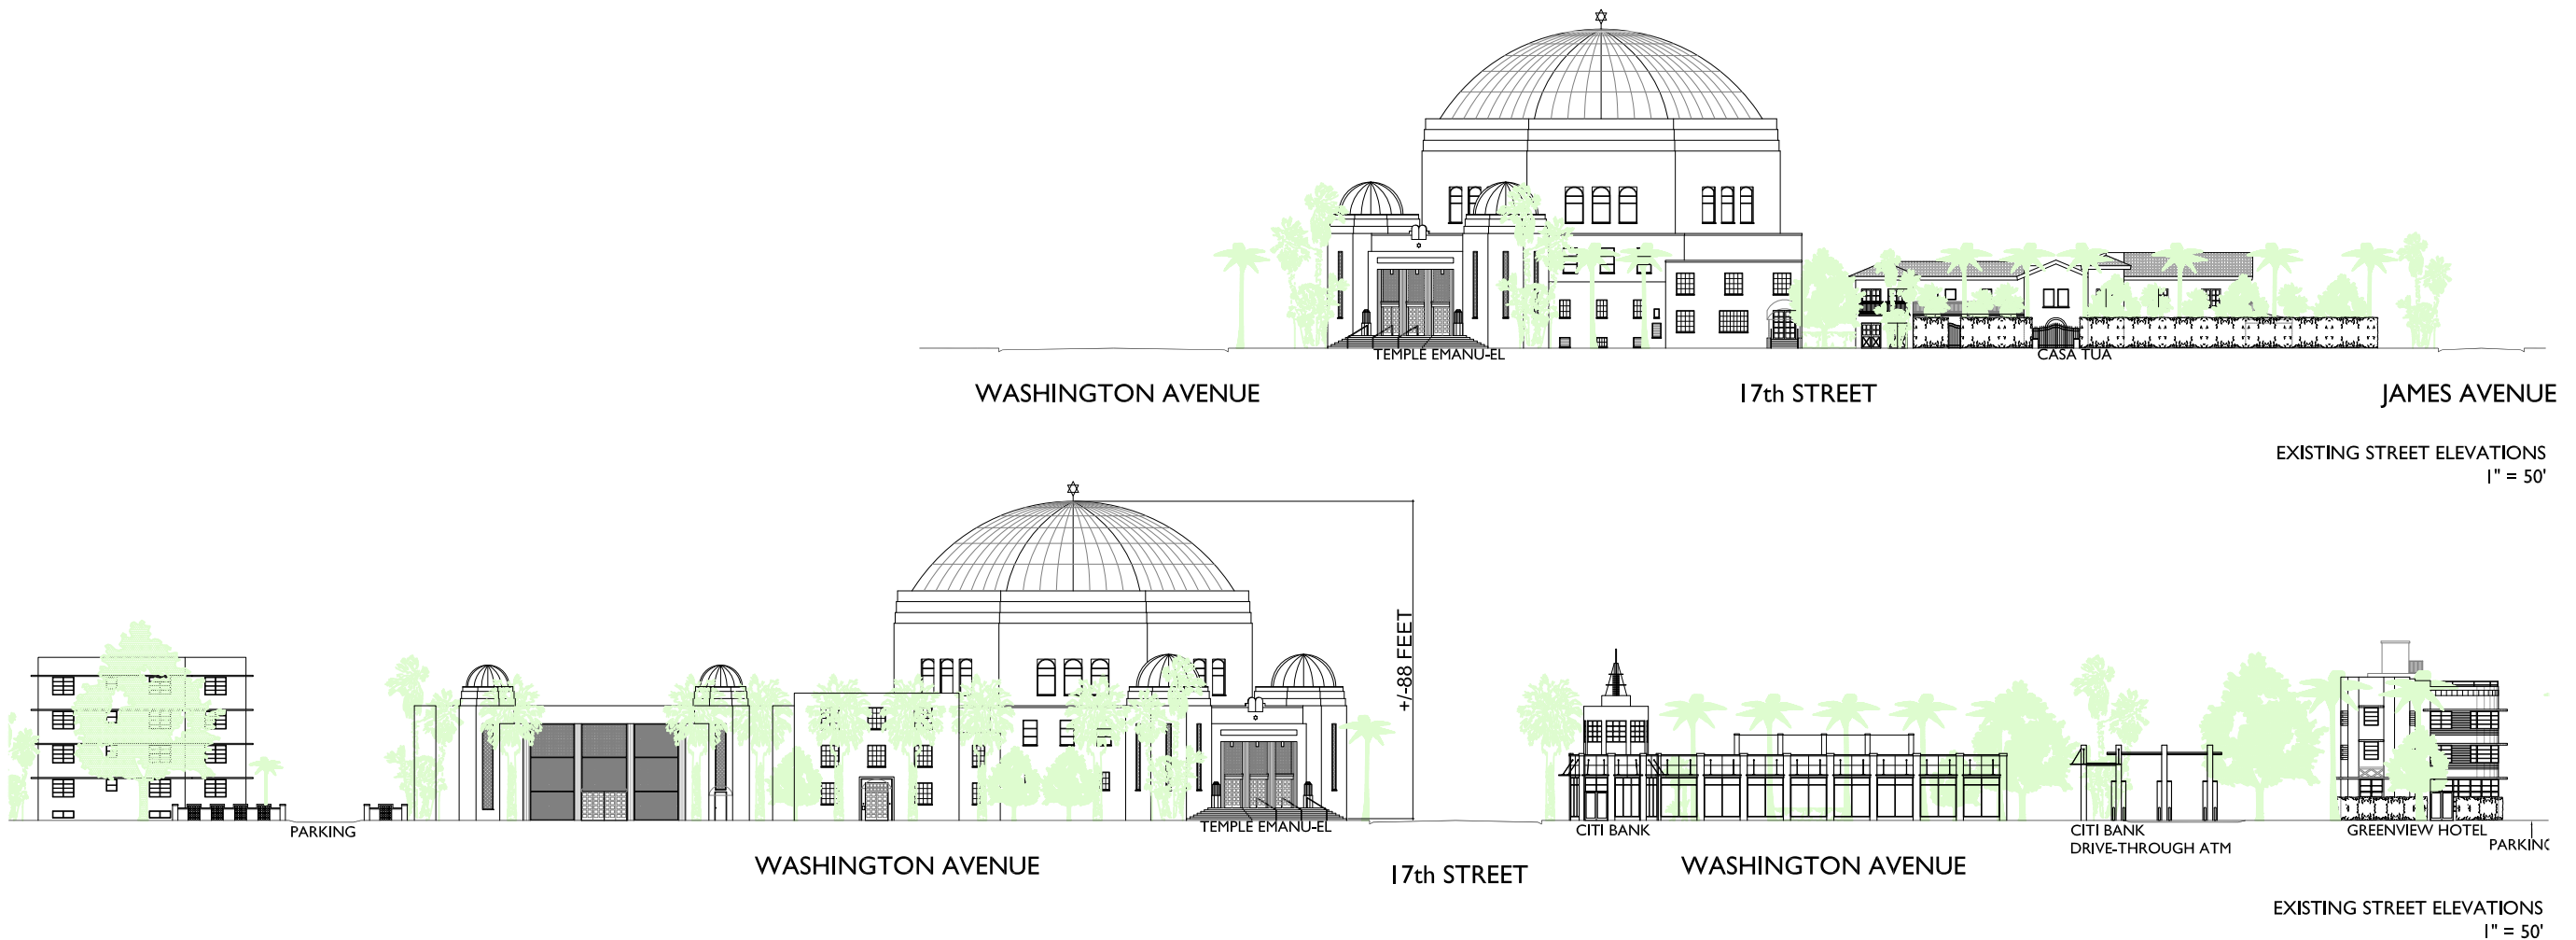 TEMPLE EMANU-EL
CASA TUA
WASHINGTON AVENUE
17th STREET
JAMES AVENUE
EXISTING STREET ELEVATIONS
1" = 50'
+/-88 FEET
PARKING
TEMPLE EMANU-EL
CITI BANK
CITI BANK
DRIVE-THROUGH ATM
GREENVIEW HOTEL
PARKING
WASHINGTON AVENUE
17th STREET
WASHINGTON AVENUE
EXISTING STREET ELEVATIONS
1" = 50'